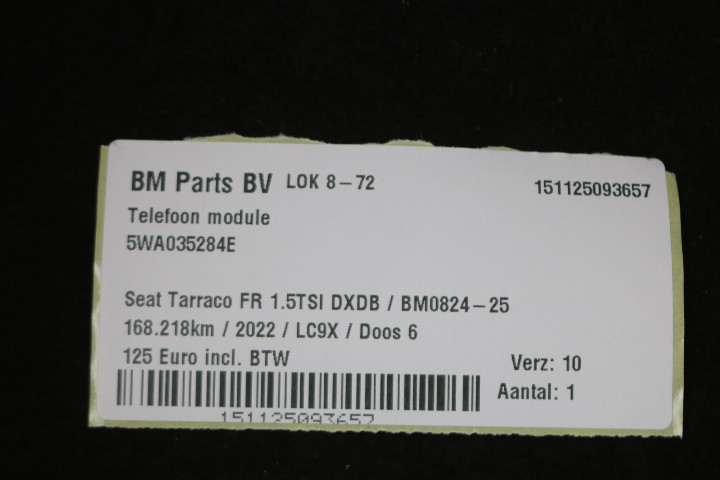 BM Parts BV LOK 8-72 151125093657
Telefoon module
5WA035284E
Seat Tarraco FR 1.5TSI DXDB / BM0824-25
168.218km / 2022 / LC9X / Doos 6
125 Euro incl. BTW Verz: 10
Aantal: 1
151125093657